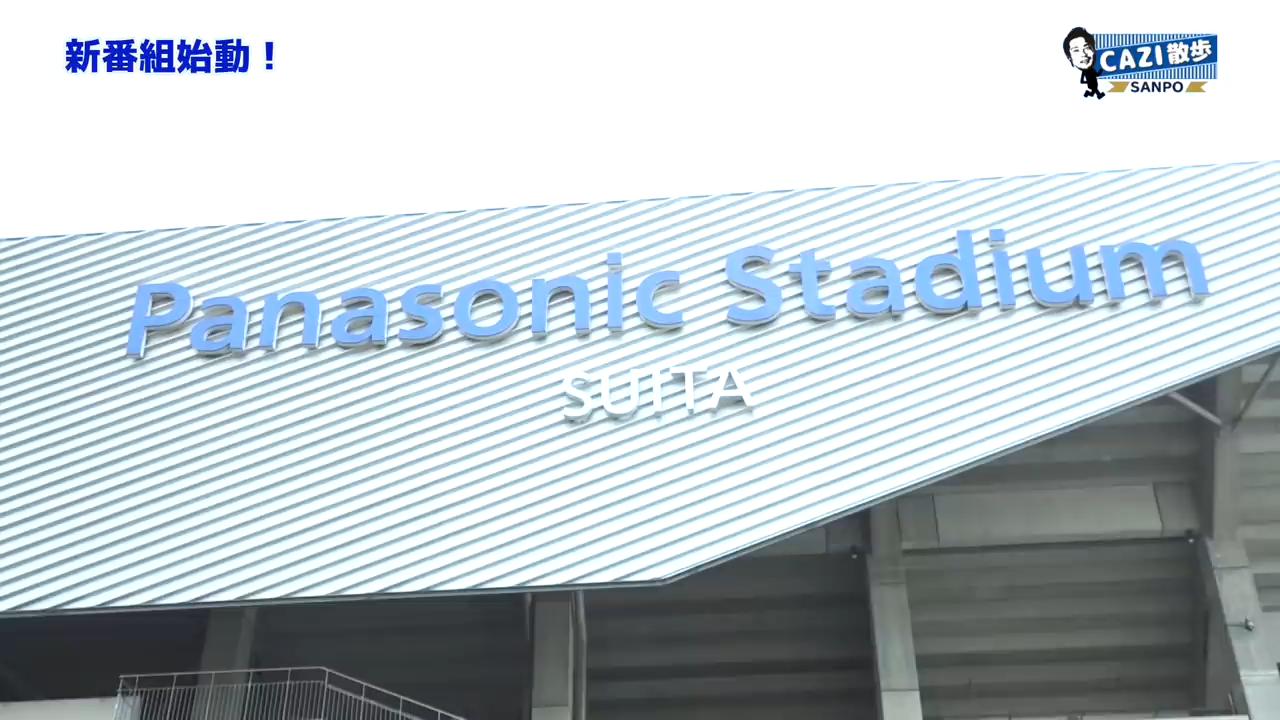 新番組始動！
CAZI散歩
SANPO
Panasonic Stadium
SUITA